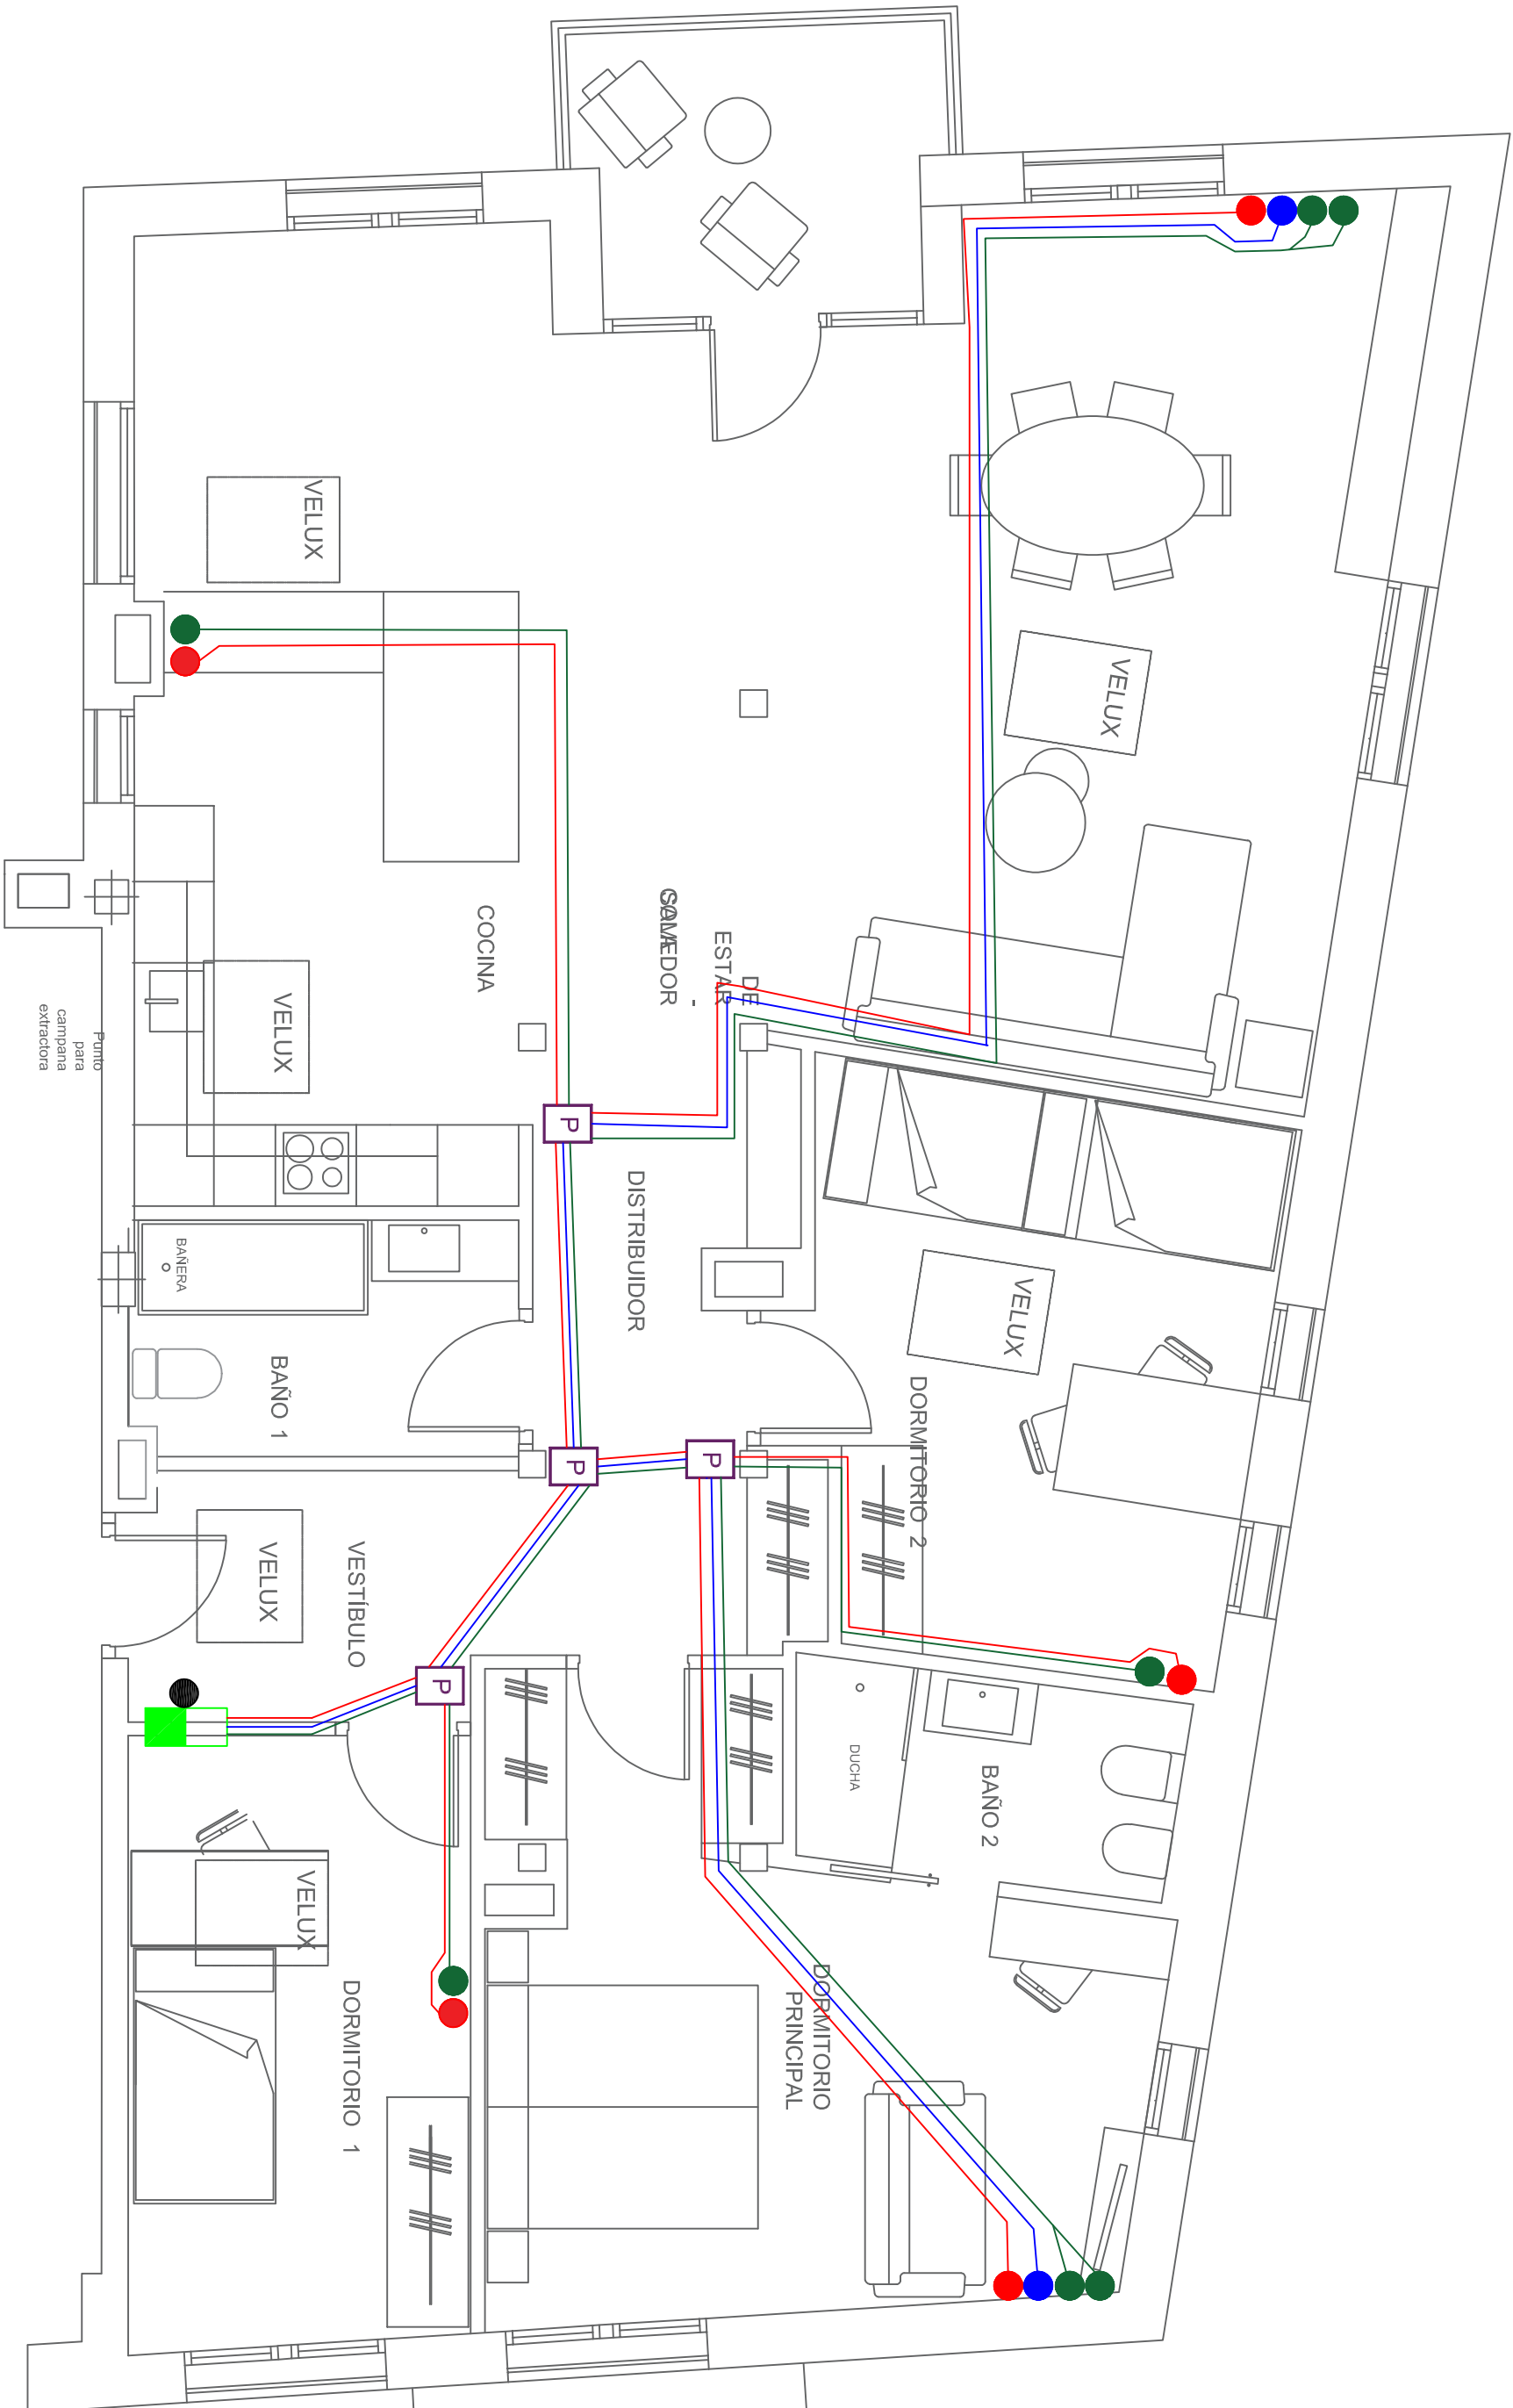 VELUX
VELUX
COCINA
SALA
DE
ESTAR
-
COMEDOR
VELUX
Punto
para
campana
extractora
P
DISTRIBUIDOR
BAÑERA
VELUX
BAÑO 1
DORMITORIO 2
P
P
VELUX
VESTÍBULO
P
DUCHA
BAÑO 2
VELUX
DORMITORIO 1
DORMITORIO
PRINCIPAL